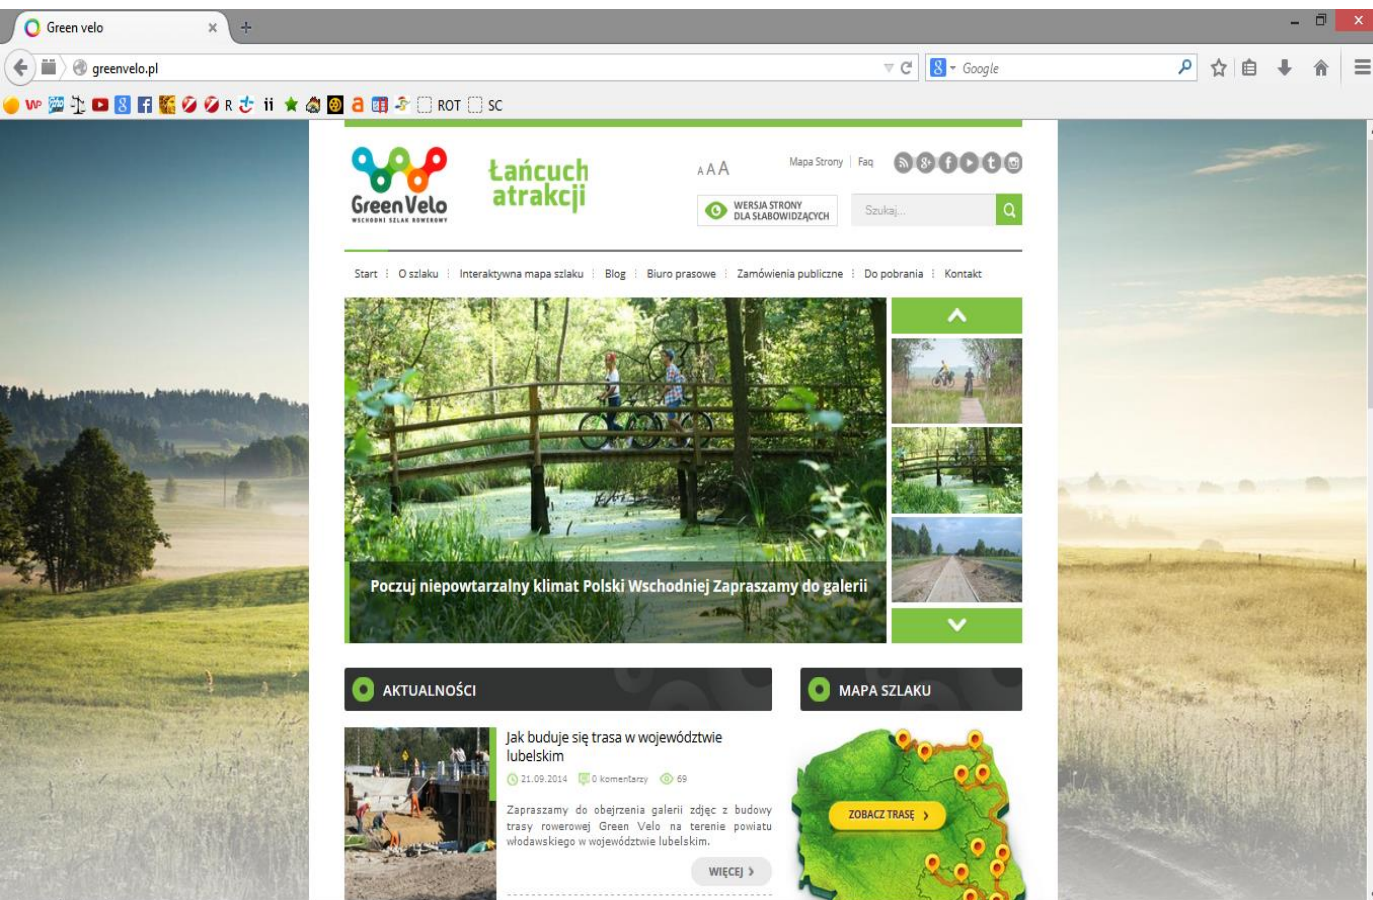 Green velo
greenvelo.pl
Google
WP
R
ii
a
ROT
SC
GreenVelo
WSCHODNI SZLAK ROWEROWY
Łańcuch
atrakcji
A A A
Mapa Strony
Faq
WERSJA STRONY
DLA SŁABOWIDZĄCYCH
Szukaj...
Start
O szlaku
Interaktywna mapa szlaku
Blog
Biuro prasowe
Zamówienia publiczne
Do pobrania
Kontakt
Poczuj niepowtarzalny klimat Polski Wschodniej Zapraszamy do galerii
AKTUALNOŚCI
MAPA SZLAKU
Jak buduje się trasa w województwie
lubelskim
21.09.2014
0 komentarzy
69
Zapraszamy do obejrzenia galerii zdjęć z budowy
trasy rowerowej Green Velo na terenie powiatu
włodawskiego w województwie lubelskim.
WIĘCEJ
ZOBACZ TRASĘ